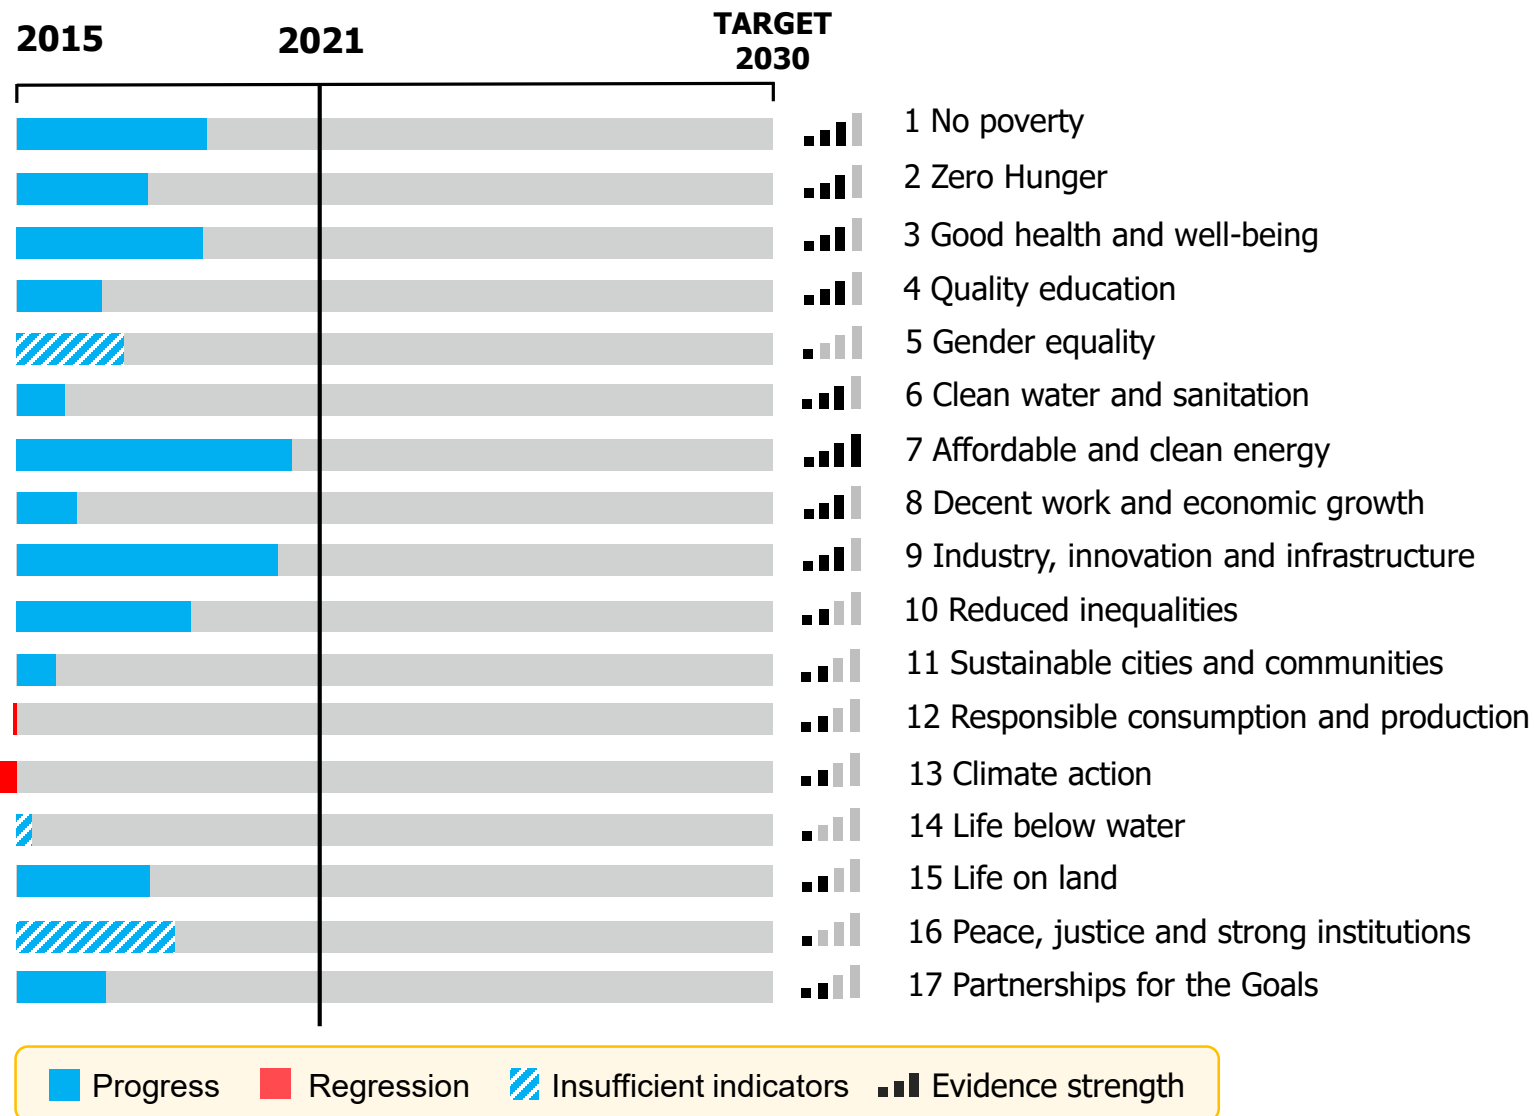 2015
2021
TARGET
2030
1 No poverty
2 Zero Hunger
3 Good health and well-being
4 Quality education
5 Gender equality
6 Clean water and sanitation
7 Affordable and clean energy
8 Decent work and economic growth
9 Industry, innovation and infrastructure
10 Reduced inequalities
11 Sustainable cities and communities
12 Responsible consumption and production
13 Climate action
14 Life below water
15 Life on land
16 Peace, justice and strong institutions
17 Partnerships for the Goals
Progress Regression Insufficient indicators Evidence strength